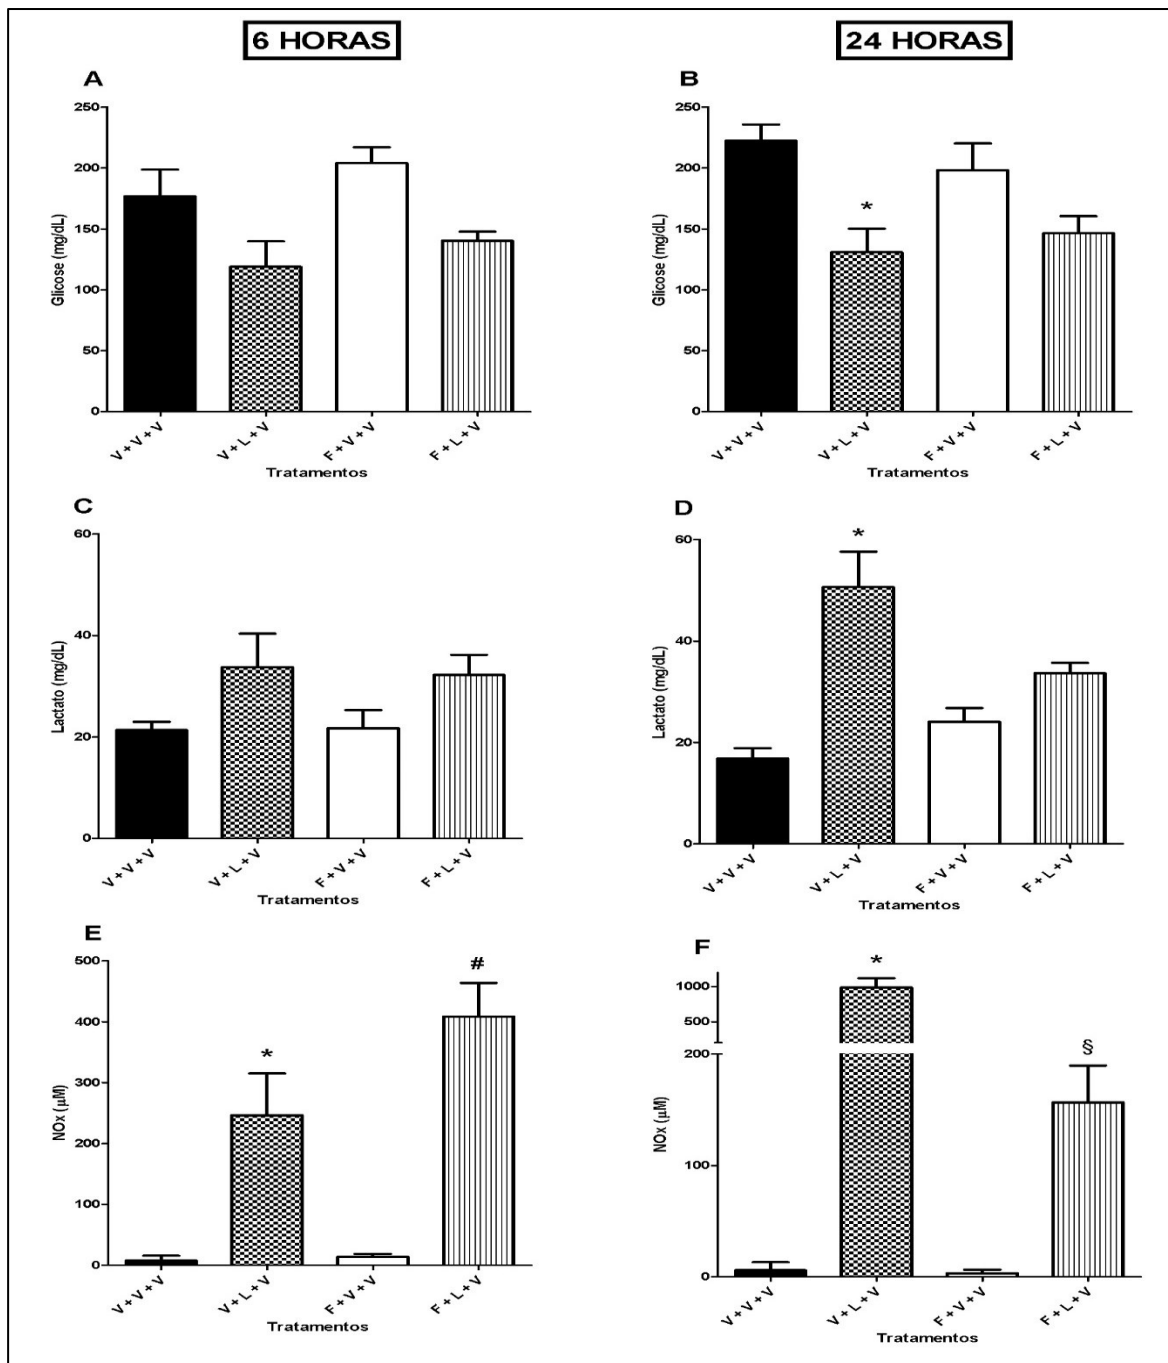 6 HORAS
24 HORAS
A
250
200
150
100
50
0
Glicose (mg/dL)
V + V + V
V + L + V
F + V + V
F + L + V
Tratamentos
B
250
200
150
100
50
0
Glicose (mg/dL)
*
V + V + V
V + L + V
F + V + V
F + L + V
Tratamentos
C
60
40
20
0
Lactato (mg/dL)
V + V + V
V + L + V
F + V + V
F + L + V
Tratamentos
D
60
40
20
0
Lactato (mg/dL)
*
V + V + V
V + L + V
F + V + V
F + L + V
Tratamentos
E
500
400
300
200
100
0
NOx (µM)
*
#
V + V + V
V + L + V
F + V + V
F + L + V
Tratamentos
F
1000
500
200
100
0
NOx (µM)
*
§
V + V + V
V + L + V
F + V + V
F + L + V
Tratamentos